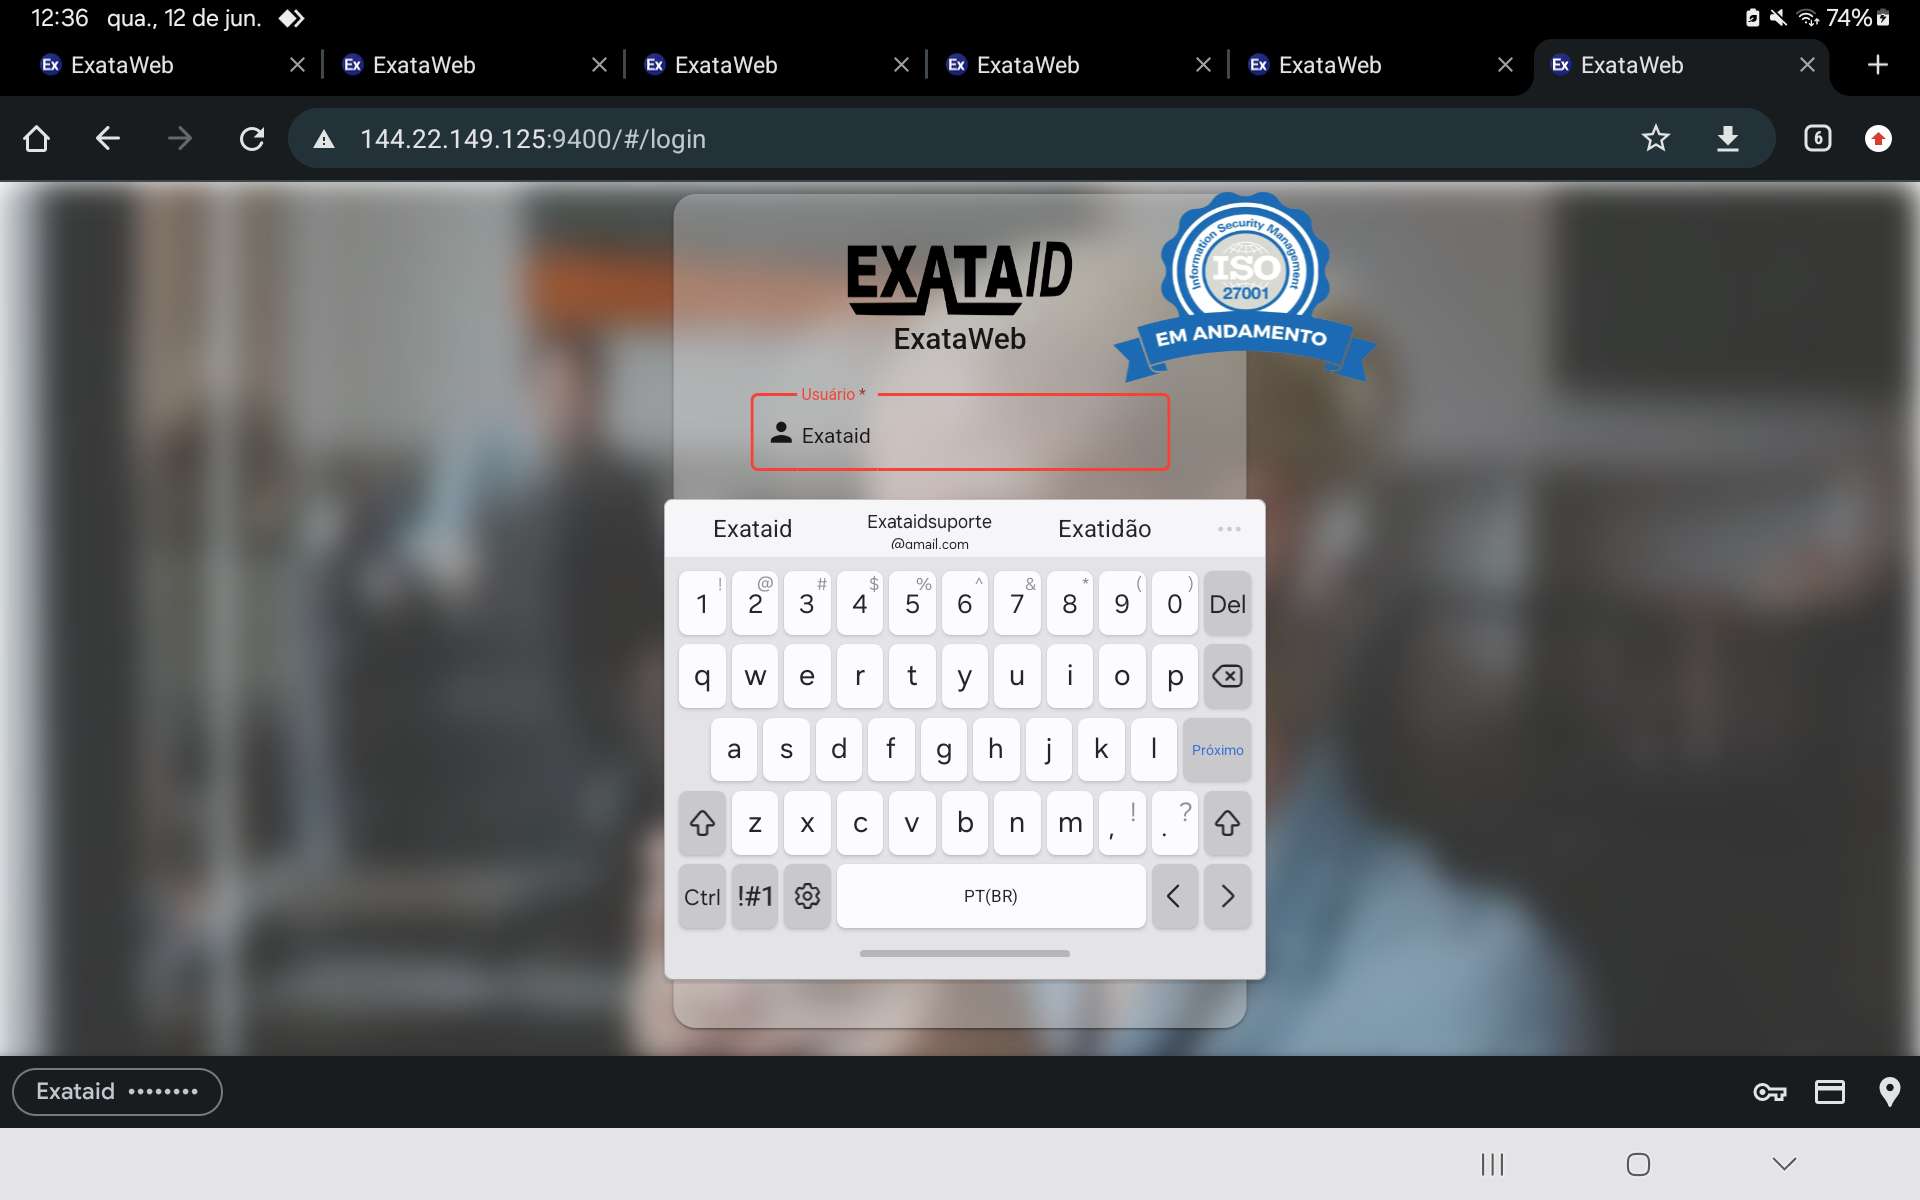 12:36 qua., 12 de jun. 74%
Ex ExataWeb Ex ExataWeb Ex ExataWeb Ex ExataWeb Ex ExataWeb Ex ExataWeb
144.22.149.125:9400/#/login 6
EXATAID
ExataWeb
Information Security Management
ISO
27001
EM ANDAMENTO
Usuário *
Exataid
Exataid Exataidsuporte @gmail.com Exatidão ...
! @ # $ % ^ & * ( )
1 2 3 4 5 6 7 8 9 0 Del
q w e r t y u i o p
a s d f g h j k l Próximo
z x c v b n m , ! . ?
Ctrl !#1 PT(BR) < >
Exataid ••••••••